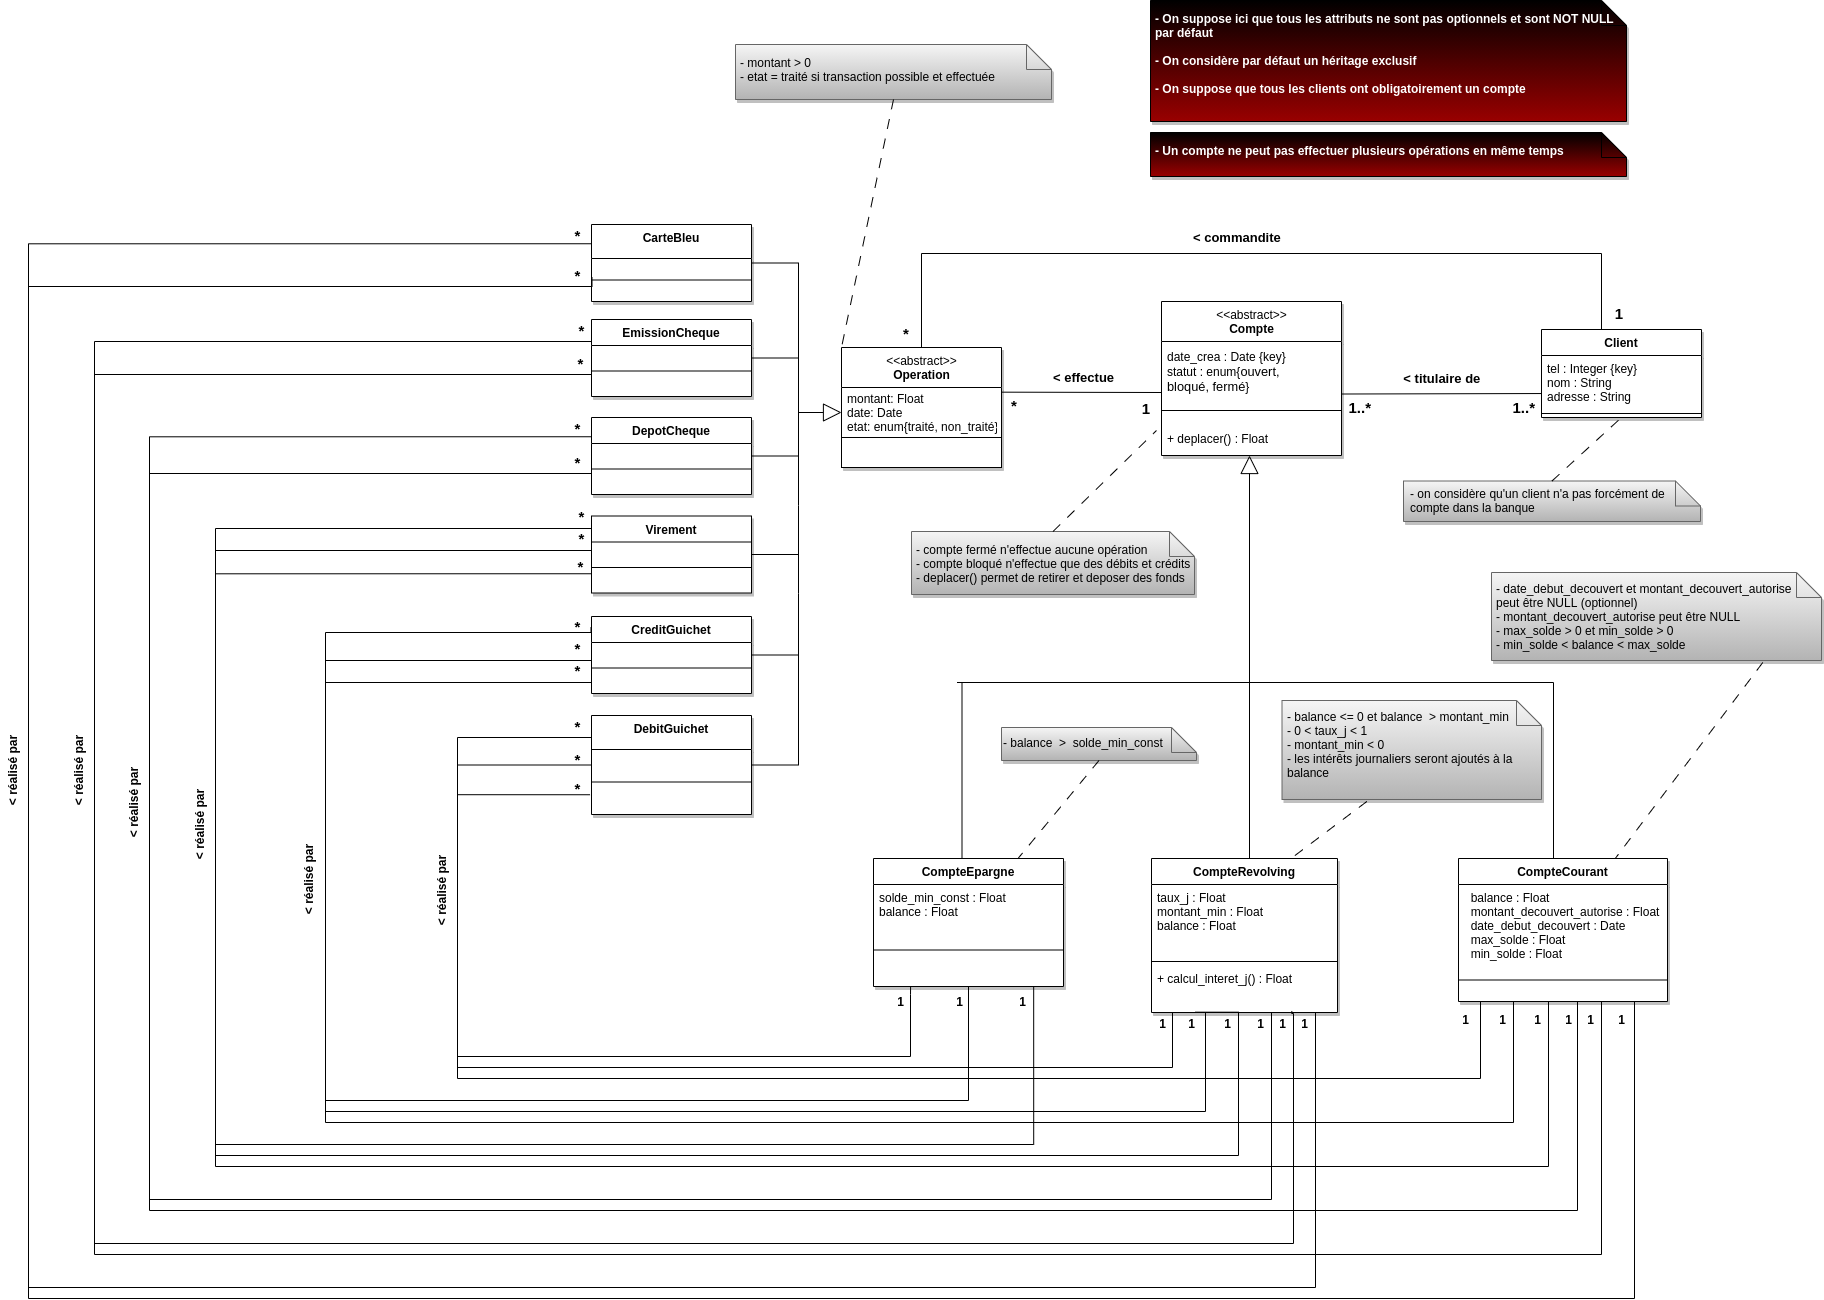 - On suppose ici que tous les attributs ne sont pas optionnels et sont NOT NULL
par défaut
- On considère par défaut un héritage exclusif
- On suppose que tous les clients ont obligatoirement un compte
- montant > 0
- etat = traité si transaction possible et effectuée
- Un compte ne peut pas effectuer plusieurs opérations en même temps
CarteBleu
*
*
EmissionCheque
*
*
DepotCheque
*
*
Virement
*
*
*
CreditGuichet
*
*
*
DebitGuichet
*
*
*
< commandite
*
1
<<abstract>>
Operation
montant: Float
date: Date
etat: enum{traité, non_traité}
< effectue
*
1
<<abstract>>
Compte
date_crea : Date {key}
statut : enum{ouvert,
bloqué, fermé}
+ deplacer() : Float
< titulaire de
1..*
1..*
Client
tel : Integer {key}
nom : String
adresse : String
- on considère qu'un client n'a pas forcément de
compte dans la banque
- compte fermé n'effectue aucune opération
- compte bloqué n'effectue que des débits et crédits
- deplacer() permet de retirer et deposer des fonds
- date_debut_decouvert et montant_decouvert_autorise
peut être NULL (optionnel)
- montant_decouvert_autorise peut être NULL
- max_solde > 0 et min_solde > 0
- min_solde < balance < max_solde
- balance <= 0 et balance > montant_min
- 0 < taux_j < 1
- montant_min < 0
- les intérêts journaliers seront ajoutés à la
balance
- balance > solde_min_const
< réalisé par
< réalisé par
< réalisé par
< réalisé par
< réalisé par
< réalisé par
CompteEpargne
solde_min_const : Float
balance : Float
CompteRevolving
taux_j : Float
montant_min : Float
balance : Float
+ calcul_interet_j() : Float
CompteCourant
balance : Float
montant_decouvert_autorise : Float
date_debut_decouvert : Date
max_solde : Float
min_solde : Float
1 1 1
1 1 1 1 1 1
1 1 1 1 1 1